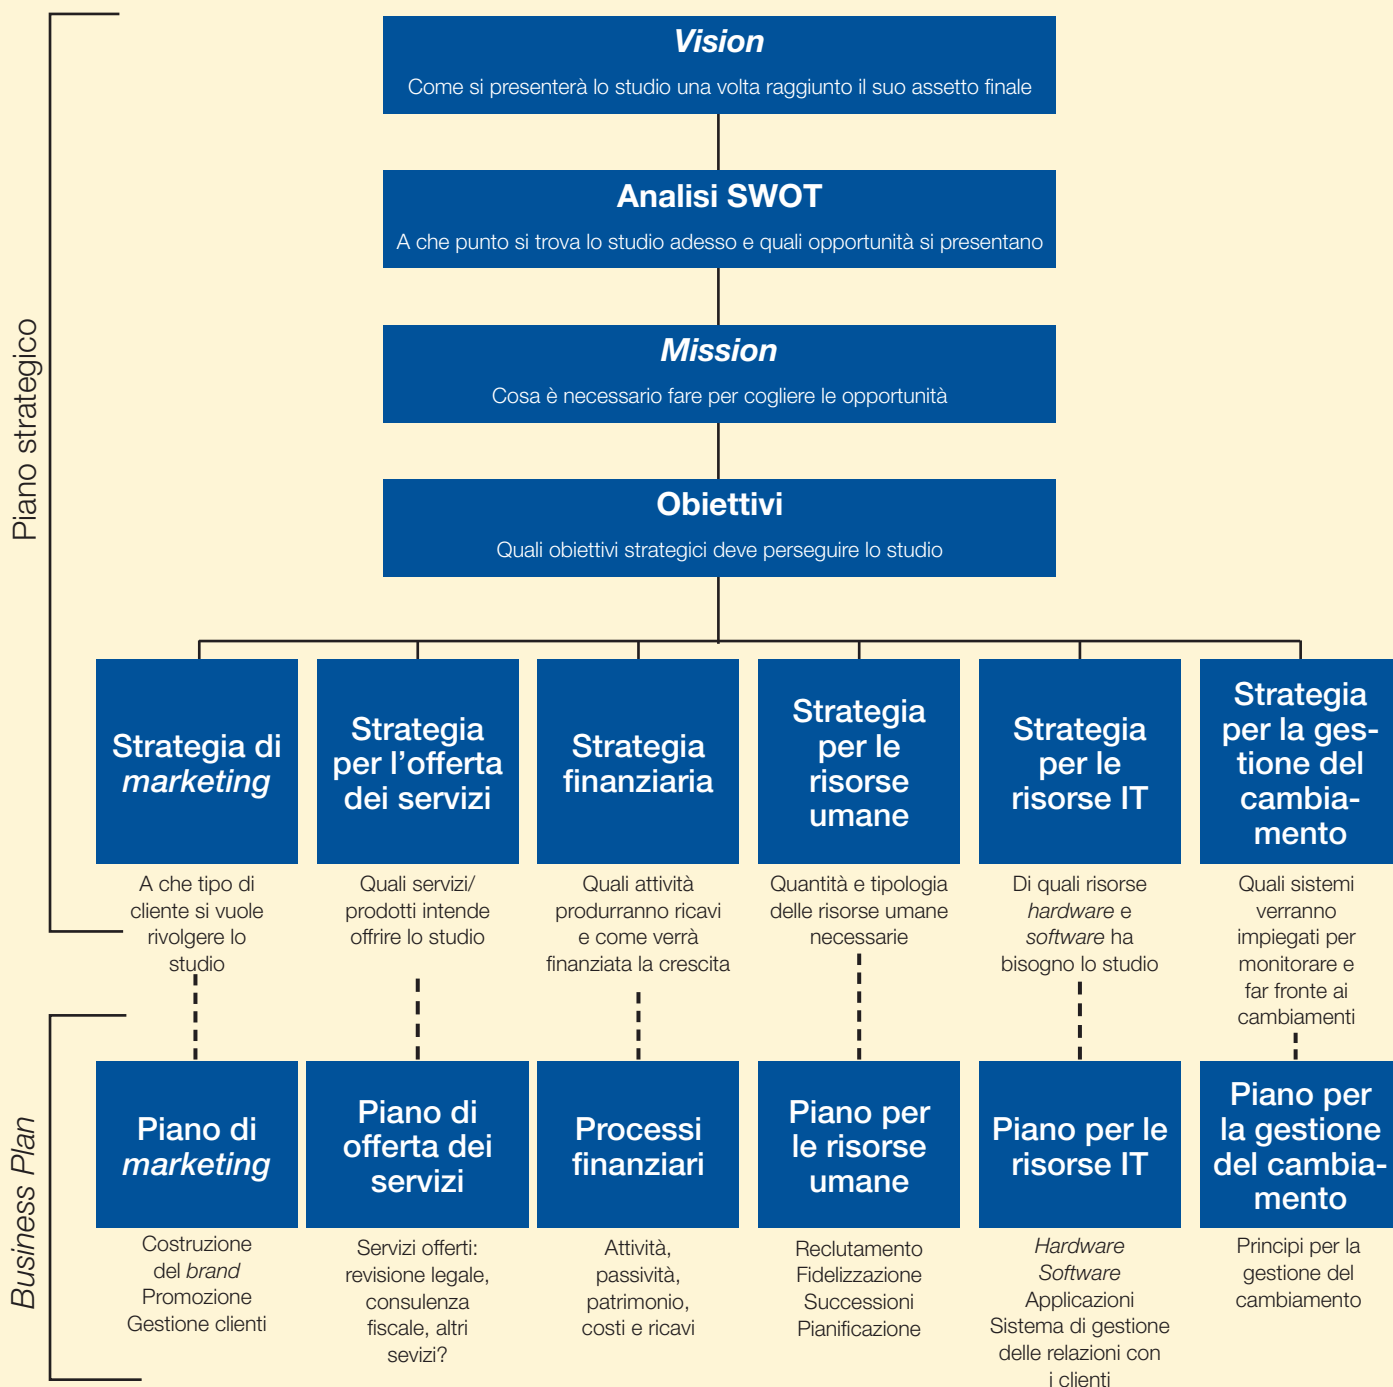 Piano strategico
Vision
Come si presenterà lo studio una volta raggiunto il suo assetto finale
Analisi SWOT
A che punto si trova lo studio adesso e quali opportunità si presentano
Mission
Cosa è necessario fare per cogliere le opportunità
Obiettivi
Quali obiettivi strategici deve perseguire lo studio
Strategia di
marketing
A che tipo di
cliente si vuole
rivolgere lo
studio
Strategia
per l'offerta
dei servizi
Quali servizi/
prodotti intende
offrire lo studio
Strategia
finanziaria
Quali attività
produrranno ricavi
e come verrà
finanziata la crescita
Strategia
per le
risorse
umane
Quantità e tipologia
delle risorse umane
necessarie
Strategia
per le
risorse IT
Di quali risorse
hardware e
software ha
bisogno lo studio
Strategia
per la ges-
tione del
cambia-
mento
Quali sistemi
verranno
impiegati per
monitorare e
far fronte ai
cambiamenti
Business Plan
Piano di
marketing
Costruzione
del brand
Promozione
Gestione clienti
Piano di
offerta dei
servizi
Servizi offerti:
revisione legale,
consulenza
fiscale, altri
sevizi?
Processi
finanziari
Attività,
passività,
patrimonio,
costi e ricavi
Piano per
le risorse
umane
Reclutamento
Fidelizzazione
Successioni
Pianificazione
Piano per le
risorse IT
Hardware
Software
Applicazioni
Sistema di gestione
delle relazioni con
i clienti
Piano per
la gestione
del cambia-
mento
Principi per la
gestione del
cambiamento